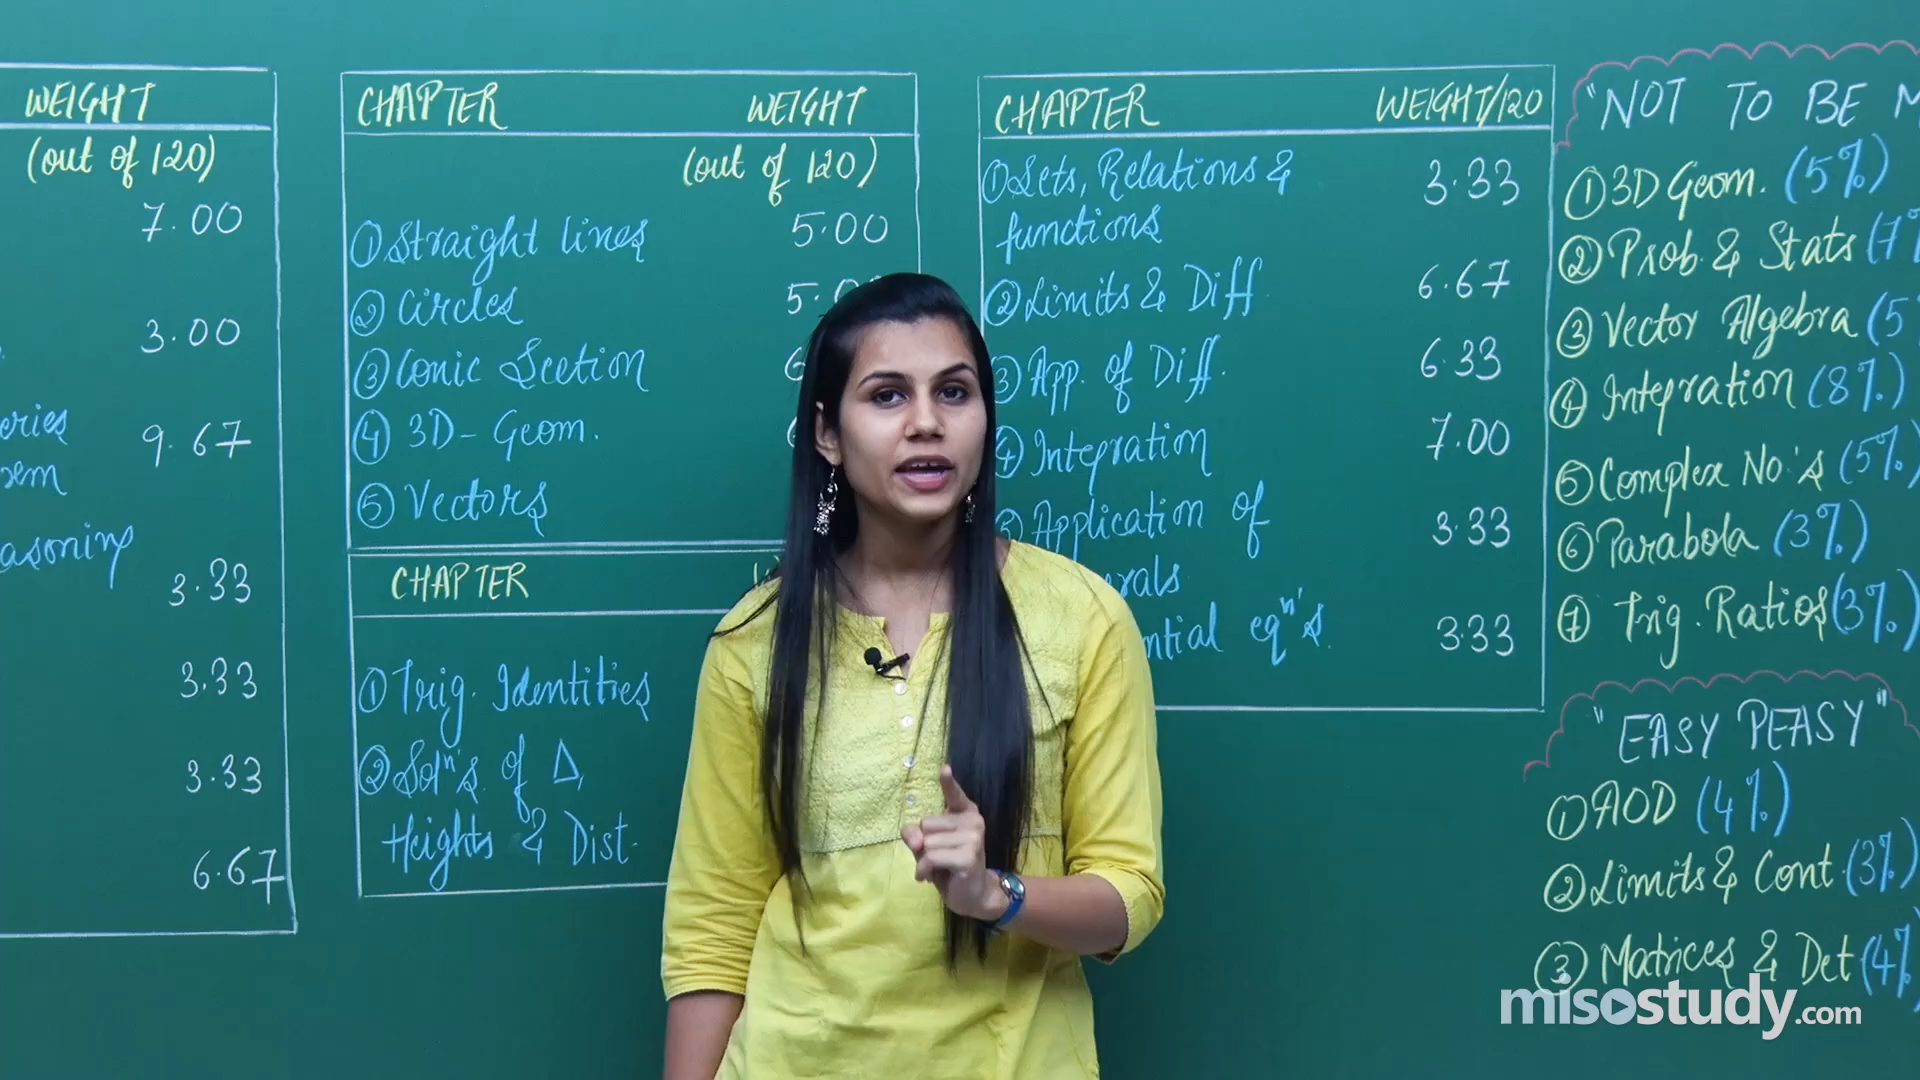 WEIGHT
(out of 120)
7.00
3.00
9.67
3.33
3.33
3.33
6.67
CHAPTER WEIGHT
(out of 120)
① Straight lines 5.00
② Circles
③ Conic Section
④ 3D-Geom.
⑤ Vectors
CHAPTER
① Trig. Identities
② Solⁿ's. of Δ,
Heights & Dist.
CHAPTER WEIGHT/120
① Sets, Relations & 3.33
functions
② Limits & Diff. 6.67
③ App. of Diff. 6.33
④ Integration 7.00
⑤ Application of 3.33
eqⁿ's. 3.33
"NOT TO BE
① 3D Geom. (5%)
② Prob. & Stats
③ Vector Algebra
④ Integration (8%)
⑤ Complex No.'s (5%)
⑥ Parabola (3%)
⑦ Trig. Ratios (3%)
"EASY PEASY"
① AOD (4%)
② Limits & Cont. (3%)
③ Matrices & Det (4%
misostudy.com